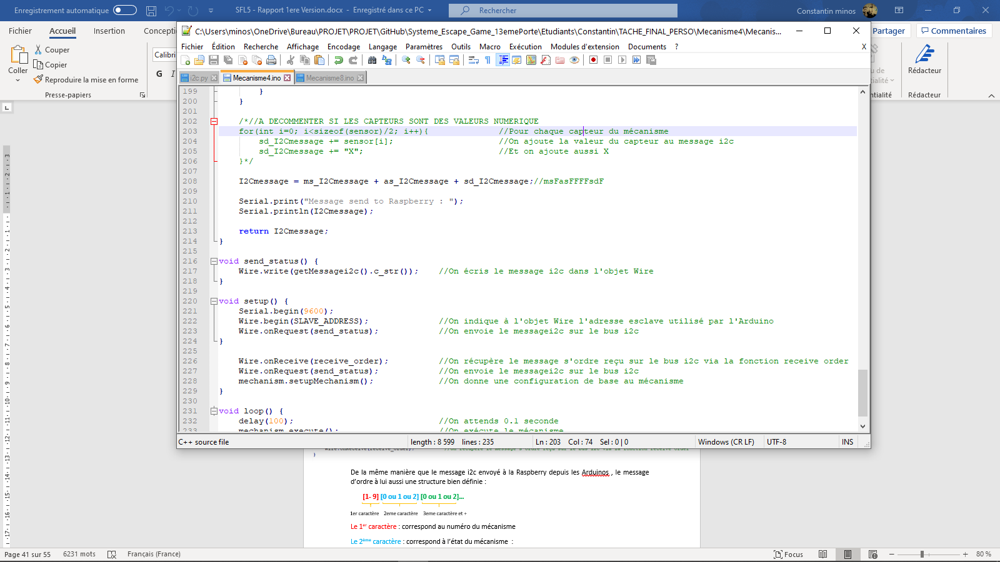 Enregistrement automatique
SFL5 - Rapport 1ere Version.docx - Enregistré dans ce PC
Rechercher
Constantin minos
Fichier Accueil Insertion Concepti
Partager Commentaires
Coller
Couper
Copier
Reproduire la mise en forme
Presse-papiers
Calibri
G I
Rédacteur
Rédacteur
C:\Users\minos\OneDrive\Bureau\PROJET\PROJET\GitHub\Systeme_Escape_Game_13emePorte\Etudiants\Constantin\TACHE_FINAL_PERSO\Mecanisme4\Mecanis...
Fichier Édition Recherche Affichage Encodage Langage Paramètres Outils Macro Exécution Modules d'extension Documents ? X
i2c.py Mecanisme4.ino Mecanisme8.ino
199 }
200 }
201
202 /*//A DECOMMENTER SI LES CAPTEURS SONT DES VALEURS NUMERIQUE
203 for(int i=0; i<sizeof(sensor)/2; i++){ //Pour chaque capteur du mécanisme
204 sd_I2Cmessage += sensor[i]; //On ajoute la valeur du capteur au message i2c
205 sd_I2Cmessage += "X"; //Et on ajoute aussi X
206 }*/
207
208 I2Cmessage = ms_I2Cmessage + as_I2Cmessage + sd_I2Cmessage;//msFasFFFFsdF
209
210 Serial.print("Message send to Raspberry : ");
211 Serial.println(I2Cmessage);
212
213 return I2Cmessage;
214 }
215
216 void send_status() {
217 Wire.write(getMessagei2c().c_str()); //On écris le message i2c dans l'objet Wire
218 }
219
220 void setup() {
221 Serial.begin(9600);
222 Wire.begin(SLAVE_ADDRESS); //On indique à l'objet Wire l'adresse esclave utilisé par l'Arduino
223 Wire.onRequest(send_status); //On envoie le messagei2c sur le bus i2c
224 }
225
226 Wire.onReceive(receive_order); //On récupère le message s'ordre reçu sur le bus i2c via la fonction receive order
227 Wire.onRequest(send_status); //On envoie le messagei2c sur le bus i2c
228 mechanism.setupMechanism(); //On donne une configuration de base au mécanisme
229 }
230
231 void loop() {
232 delay(100); //On attends 0.1 seconde
233 mechanism.execute(); //On exécute le mécanisme
C++ source file length : 8 599 lines : 235 Ln : 203 Col : 74 Sel : 0 | 0 Windows (CR LF) UTF-8 INS
}
De la même manière que le message i2c envoyé à la Raspberry depuis les Arduinos , le message
d'ordre à lui aussi une structure bien définie :
[1- 9] [0 ou 1 ou 2] [0 ou 1 ou 2]...
1er caractère 2eme caractère 3eme caractère et +
Le 1er caractère : correspond au numéro du mécanisme
Le 2ème caractère : correspond à l'état du mécanisme :
Page 41 sur 55 6231 mots Français (France) Focus 80 %